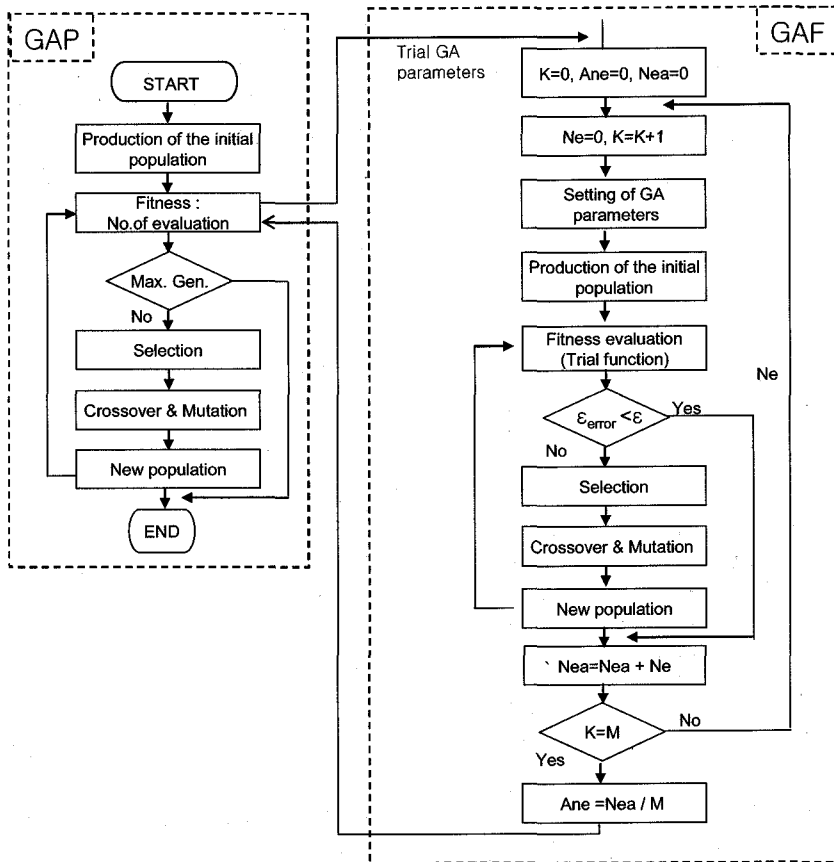 GAP
START
Production of the initial
population
Fitness :
No.of evaluation
Max. Gen.
No
Selection
Crossover & Mutation
New population
END
Trial GA
parameters
GAF
K=0, Ane=0, Nea=0
Ne=0, K=K+1
Setting of GA
parameters
Production of the initial
population
Fitness evaluation
(Trial function)
Ne
εerror <ε
Yes
No
Selection
Crossover & Mutation
New population
Nea=Nea + Ne
K=M
No
Yes
Ane =Nea / M